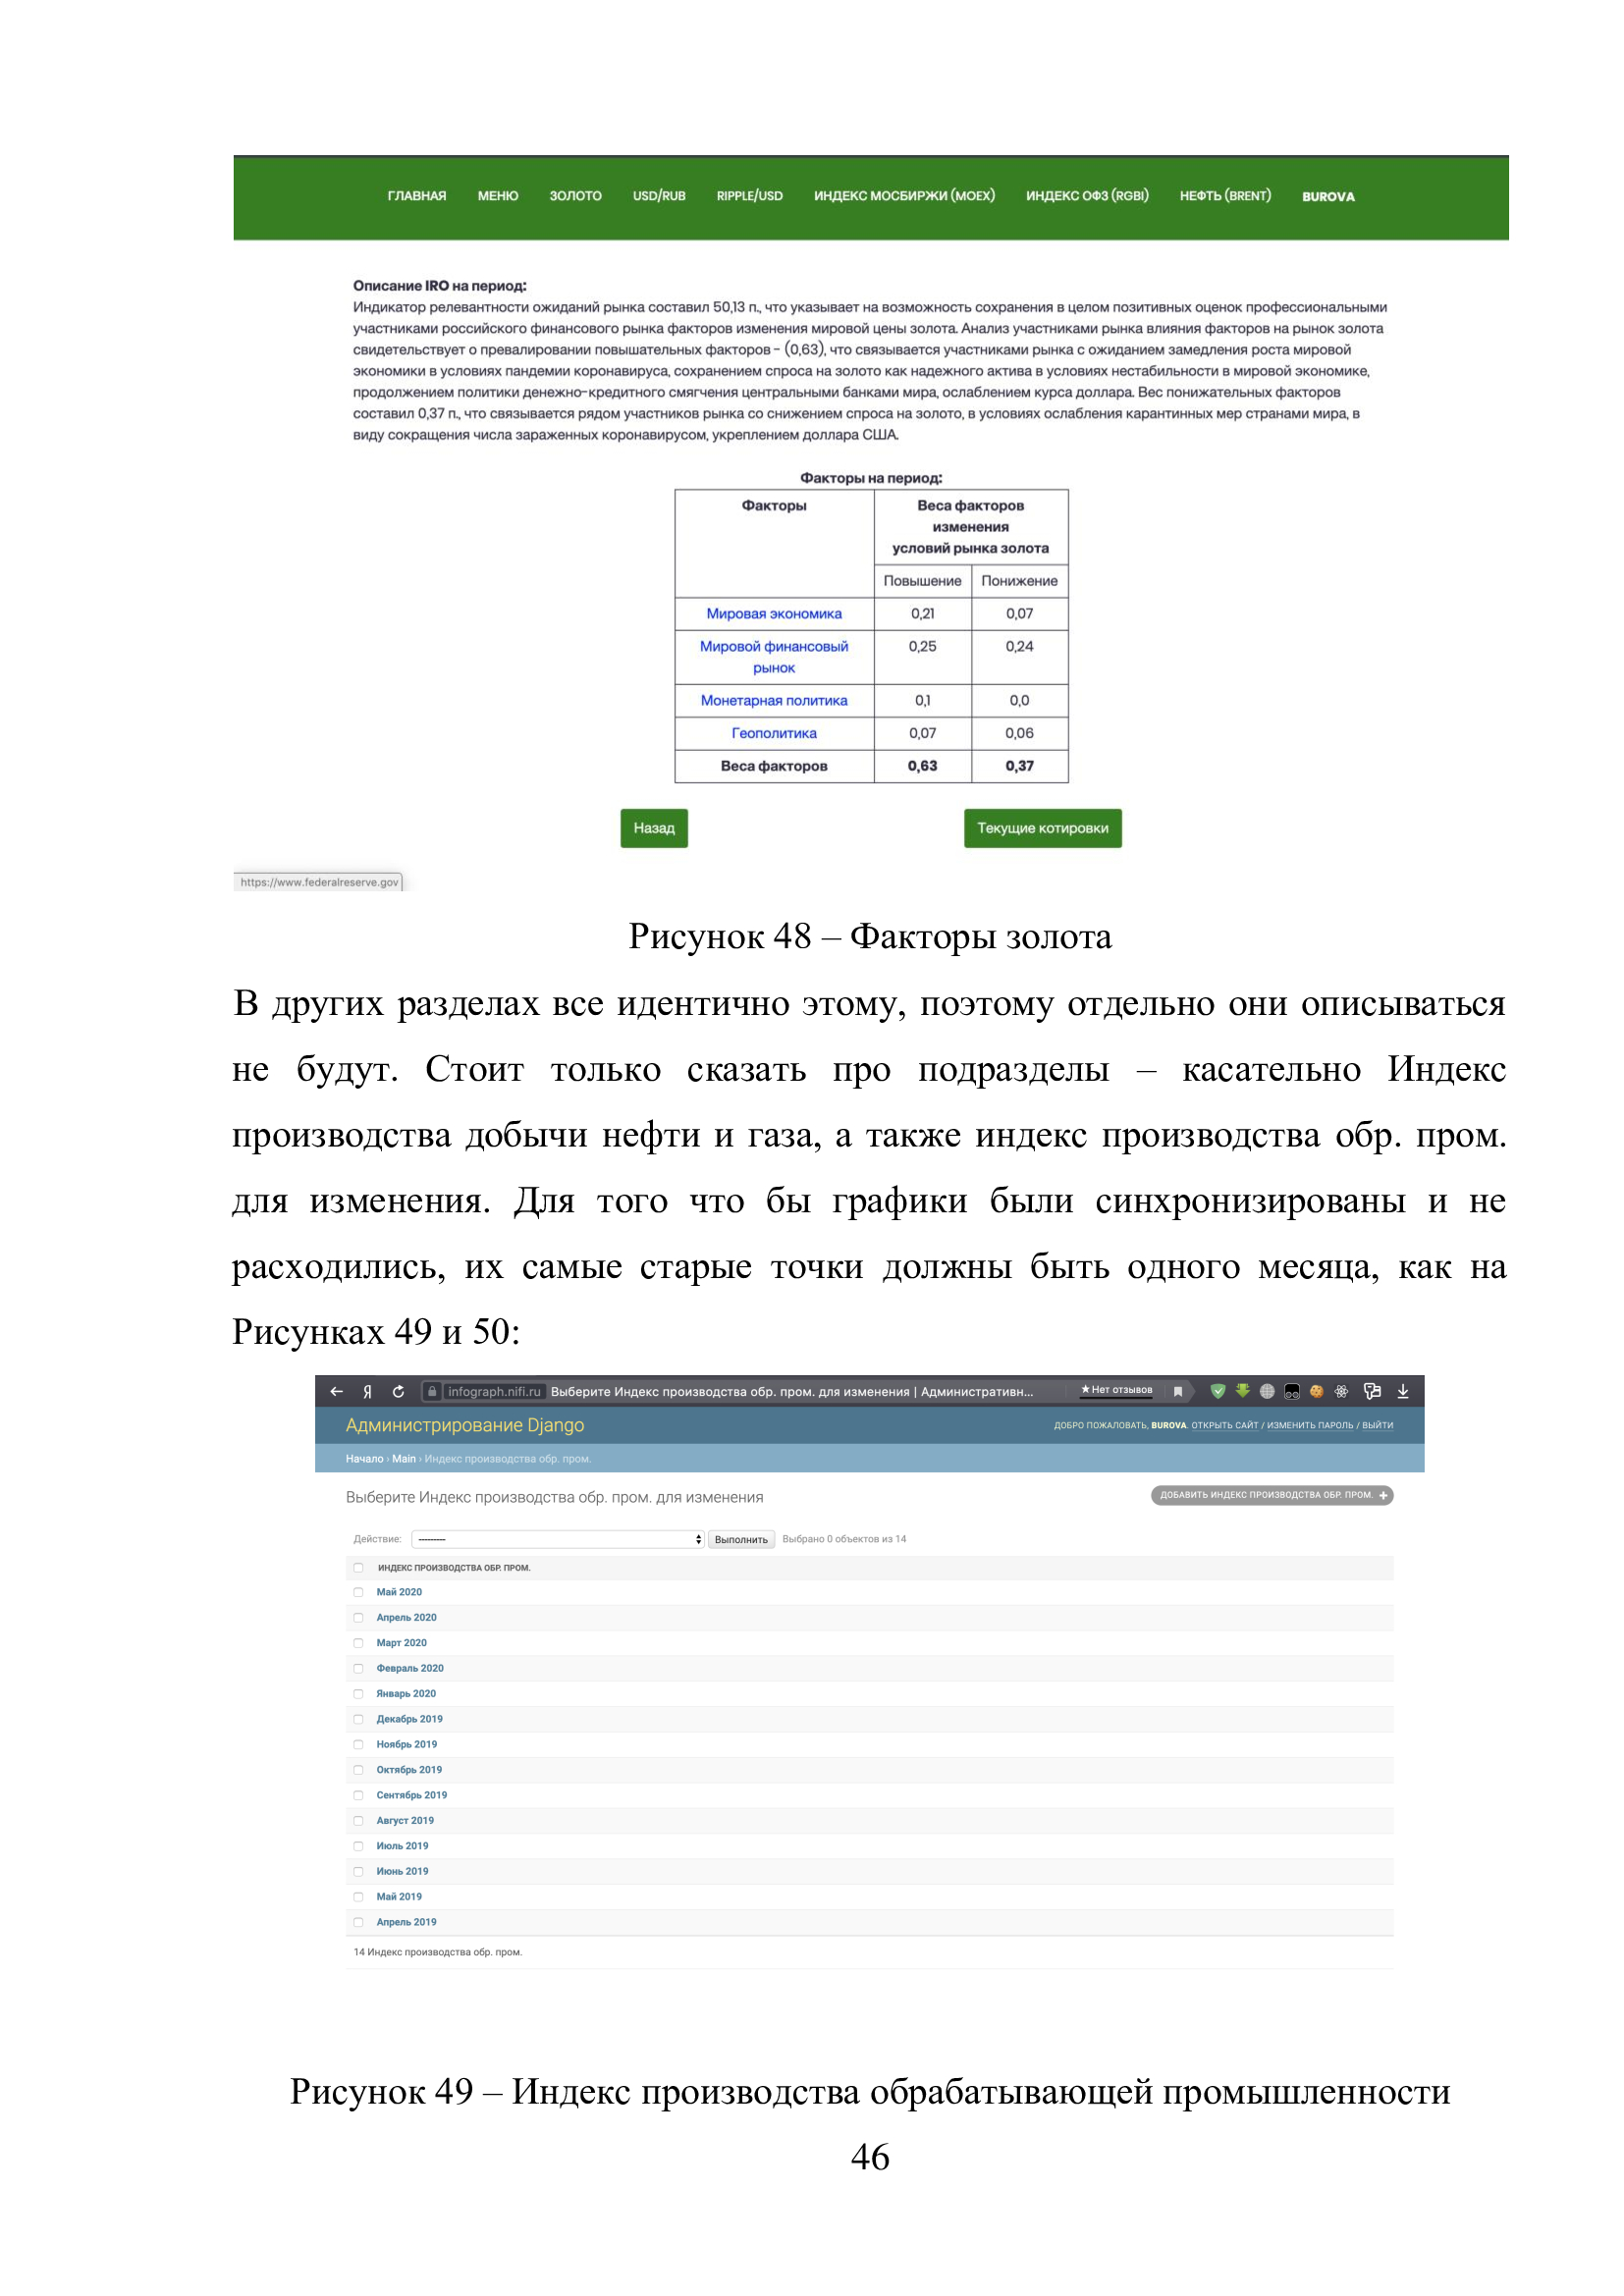 ГЛАВНАЯ МЕНЮ ЗОЛОТО USD/RUB RIPPLE/USD ИНДЕКС МОСБИРЖИ (MOEX) ИНДЕКС ОФЗ (RGBI) НЕФТЬ (BRENT) BUROVA
Описание IRO на период:
Индикатор релевантности ожиданий рынка составил 50,13 п., что указывает на возможность сохранения в целом позитивных оценок профессиональными
участниками российского финансового рынка факторов изменения мировой цены золота. Анализ участниками рынка влияния факторов на рынок золота
свидетельствует о превалировании повышательных факторов - (0,63), что связывается участниками рынка с ожиданием замедления роста мировой
экономики в условиях пандемии коронавируса, сохранением спроса на золото как надежного актива в условиях нестабильности в мировой экономике,
продолжением политики денежно-кредитного смягчения центральными банками мира, ослаблением курса доллара. Вес понижательных факторов
составил 0,37 п., что связывается рядом участников рынка со снижением спроса на золото, в условиях ослабления карантинных мер странами мира, в
виду сокращения числа зараженных коронавирусом, укреплением доллара США.
Факторы на период:
Факторы Веса факторов
изменения
условий рынка золота
Повышение Понижение
Мировая экономика 0,21 0,07
Мировой финансовый 0,25 0,24
рынок
Монетарная политика 0,1 0,0
Геополитика 0,07 0,06
Веса факторов 0,63 0,37
Назад Текущие котировки
https://www.federalreserve.gov
Рисунок 48 – Факторы золота
В других разделах все идентично этому, поэтому отдельно они описываться
не будут. Стоит только сказать про подразделы – касательно Индекс
производства добычи нефти и газа, а также индекс производства обр. пром.
для изменения. Для того что бы графики были синхронизированы и не
расходились, их самые старые точки должны быть одного месяца, как на
Рисунках 49 и 50:
Я infograph.nifi.ru Выберите Индекс производства обр. пром. для изменения | Административн... ★ Нет отзывов
Администрирование Django ДОБРО ПОЖАЛОВАТЬ, BUROVA. ОТКРЫТЬ САЙТ / ИЗМЕНИТЬ ПАРОЛЬ / ВЫЙТИ
Начало › Main › Индекс производства обр. пром.
Выберите Индекс производства обр. пром. для изменения ДОБАВИТЬ ИНДЕКС ПРОИЗВОДСТВА ОБР. ПРОМ. +
Действие: --------- Выполнить Выбрано 0 объектов из 14
ИНДЕКС ПРОИЗВОДСТВА ОБР. ПРОМ.
Май 2020
Апрель 2020
Март 2020
Февраль 2020
Январь 2020
Декабрь 2019
Ноябрь 2019
Октябрь 2019
Сентябрь 2019
Август 2019
Июль 2019
Июнь 2019
Май 2019
Апрель 2019
14 Индекс производства обр. пром.
Рисунок 49 – Индекс производства обрабатывающей промышленности
46